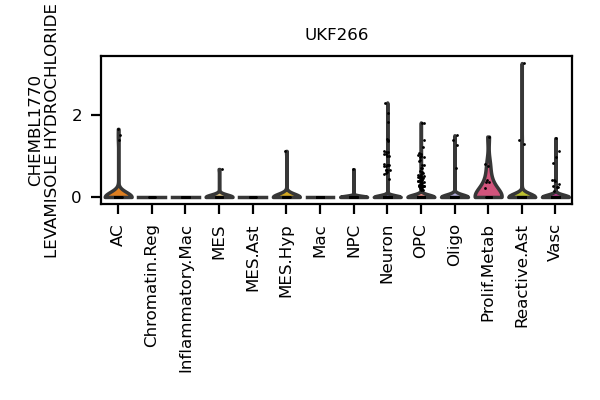 UKF266
CHEMBL1770
LEVAMISOLE HYDROCHLORIDE
2
0
AC
Chromatin.Reg
Inflammatory.Mac
MES
MES.Ast
MES.Hyp
Mac
NPC
Neuron
OPC
Oligo
Prolif.Metab
Reactive.Ast
Vasc